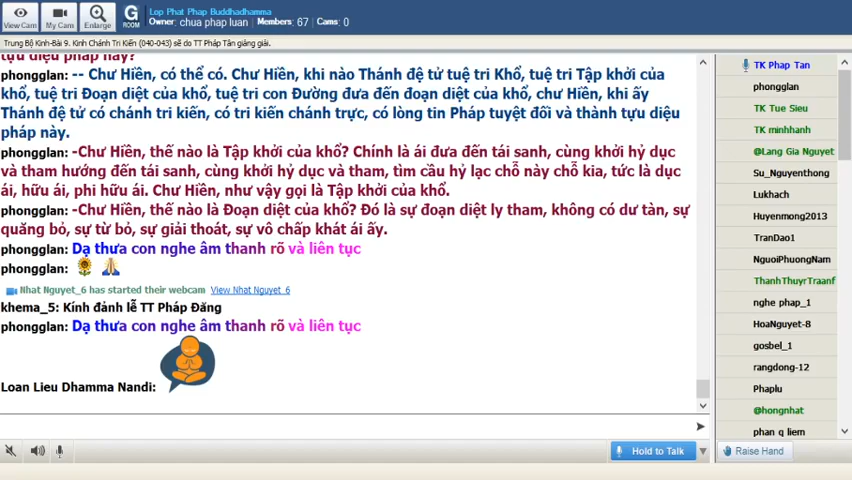 Lop Phat Phap Buddhadhamma
Owner: chua phap luan  Members: 67  Cams: 0
View Cam
My Cam
Enlarge
G
ROOM
Trung Bộ Kinh-Bài 9. Kinh Chánh Tri Kiến (040-043) sẽ do TT Pháp Tân giảng giải.
tựu diệu pháp này?
phongglan: -- Chư Hiền, có thể có. Chư Hiền, khi nào Thánh đệ tử tuệ tri Khổ, tuệ tri Tập khởi của
khổ, tuệ tri Đoạn diệt của khổ, tuệ tri con Đường đưa đến đoạn diệt của khổ, chư Hiền, khi ấy
Thánh đệ tử có chánh tri kiến, có tri kiến chánh trực, có lòng tin Pháp tuyệt đối và thành tựu diệu
pháp này.
phongglan: -Chư Hiền, thế nào là Tập khởi của khổ? Chính là ái đưa đến tái sanh, cùng khởi hỷ dục
và tham hướng đến tái sanh, cùng khởi hỷ dục và tham, tìm cầu hỷ lạc chỗ này chỗ kia, tức là dục
ái, hữu ái, phi hữu ái. Chư Hiền, như vậy gọi là Tập khởi của khổ.
phongglan: -Chư Hiền, thế nào là Đoạn diệt của khổ? Đó là sự đoạn diệt ly tham, không có dư tàn, sự
quăng bỏ, sự từ bỏ, sự giải thoát, sự vô chấp khát ái ấy.
phongglan: Dạ thưa con nghe âm thanh rõ và liên tục
phongglan:
Nhat Nguyet_6 has started their webcam  View Nhat Nguyet_6
khema_5: Kính đảnh lễ TT Pháp Đăng
phongglan: Dạ thưa con nghe âm thanh rõ và liên tục
Loan Lieu Dhamma Nandi:
Hold to Talk
TK Phap Tan
phongglan
TK Tue Sieu
TK minhhanh
@Lang Gia Nguyet
Su_Nguyenthong
Lukhach
Huyenmong2013
TranDao1
NguoiPhuongNam
ThanhThuyrTraanf
nghe phap_1
HoaNguyet-8
gosbel_1
rangdong-12
Phaplu
@hongnhat
phan q liem
Raise Hand